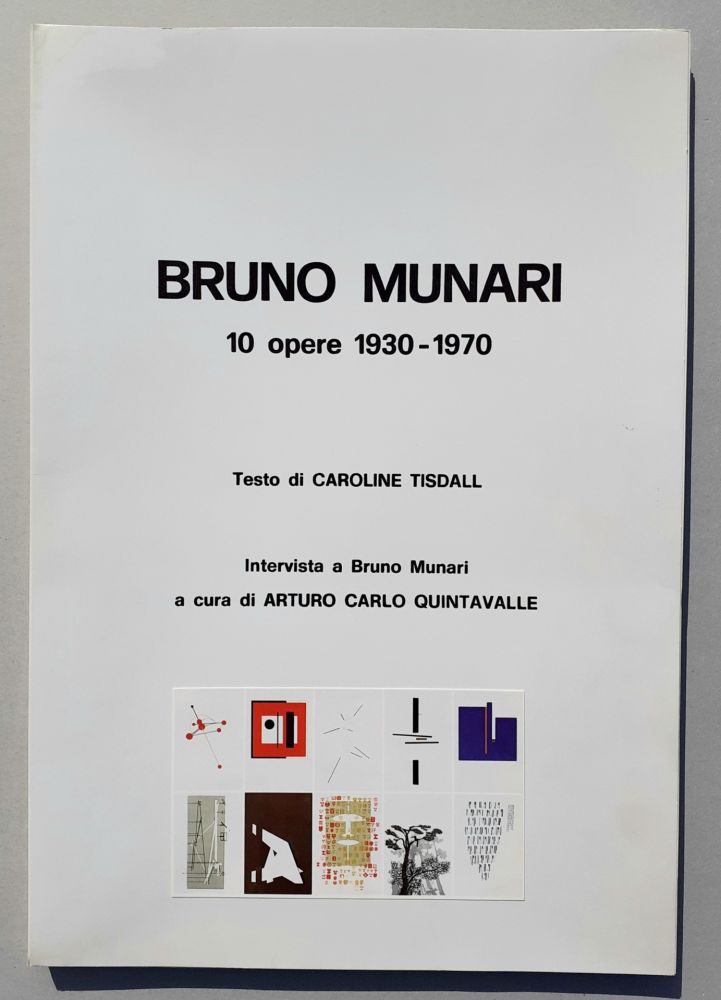 BRUNO MUNARI
10 opere 1930-1970
Testo di CAROLINE TISDALL
Intervista a Bruno Munari
a cura di ARTURO CARLO QUINTAVALLE